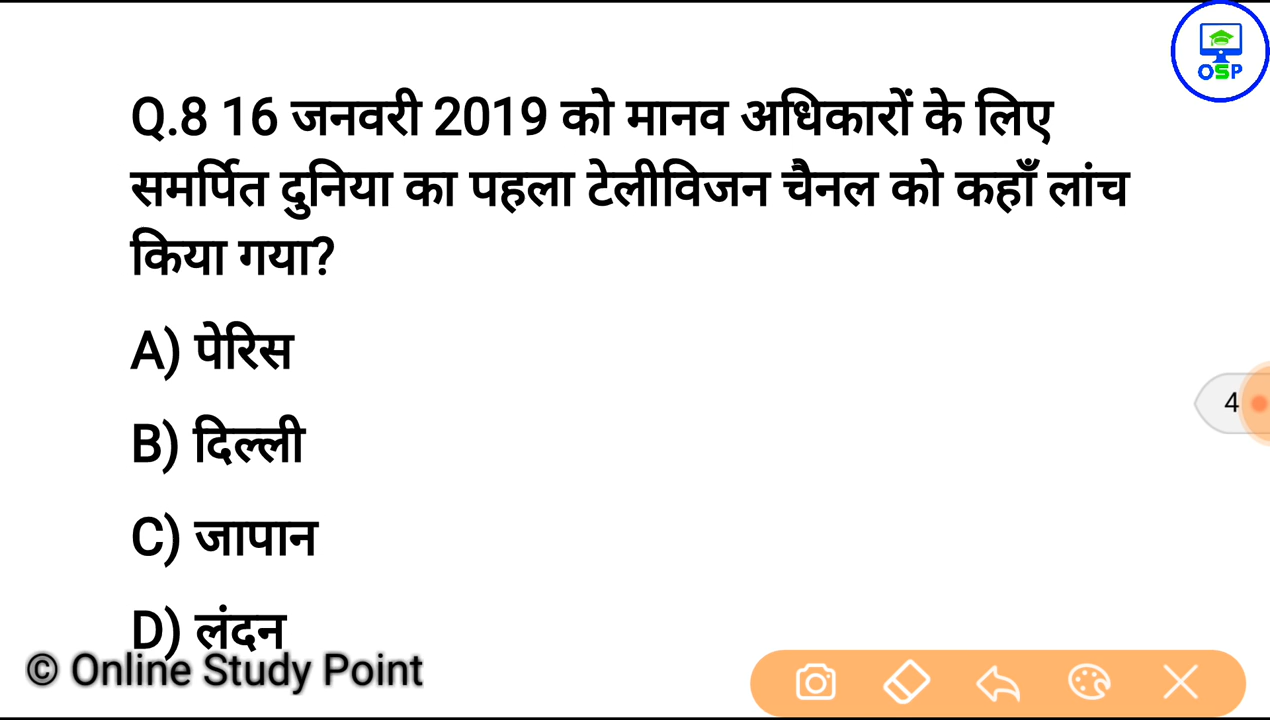 OSP
Q.8 16 जनवरी 2019 को मानव अधिकारों के लिए
समर्पित दुनिया का पहला टेलीविजन चैनल को कहाँ लांच
किया गया?
A) पेरिस
B) दिल्ली
4
C) जापान
D) लंदन
© Online Study Point